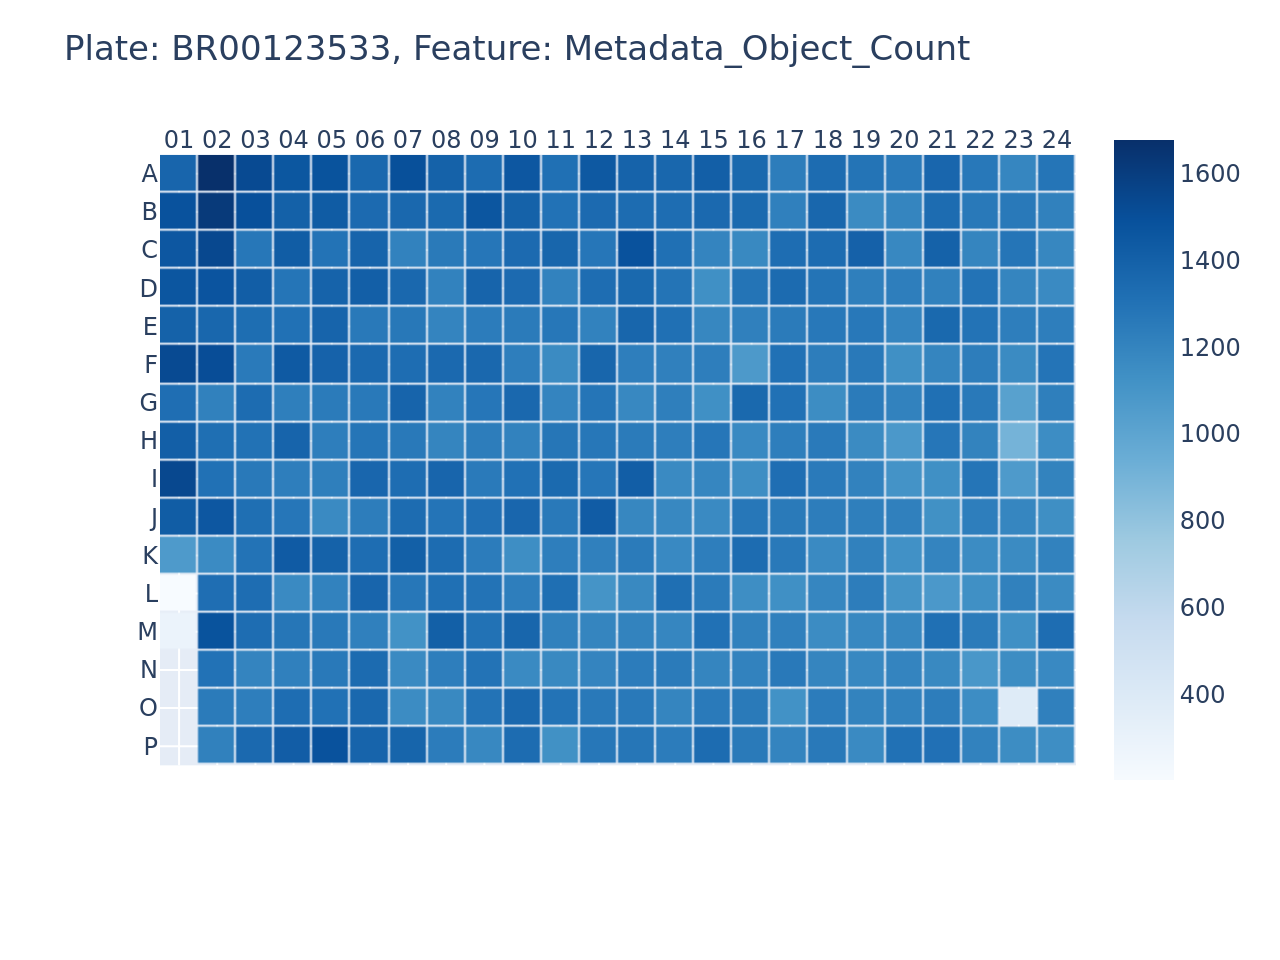 Plate: BR00123533, Feature: Metadata_Object_Count
01 02 03 04 05 06 07 08 09 10 11 12 13 14 15 16 17 18 19 20 21 22 23 24
A
B
C
D
E
F
G
H
I
J
K
L
M
N
O
P
1600
1400
1200
1000
800
600
400